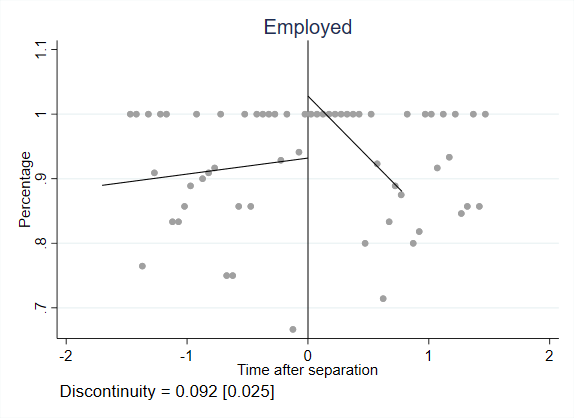 Employed
1.1
1
.9
.8
.7
Percentage
-2
-1
0
1
2
Time after separation
Discontinuity = 0.092 [0.025]